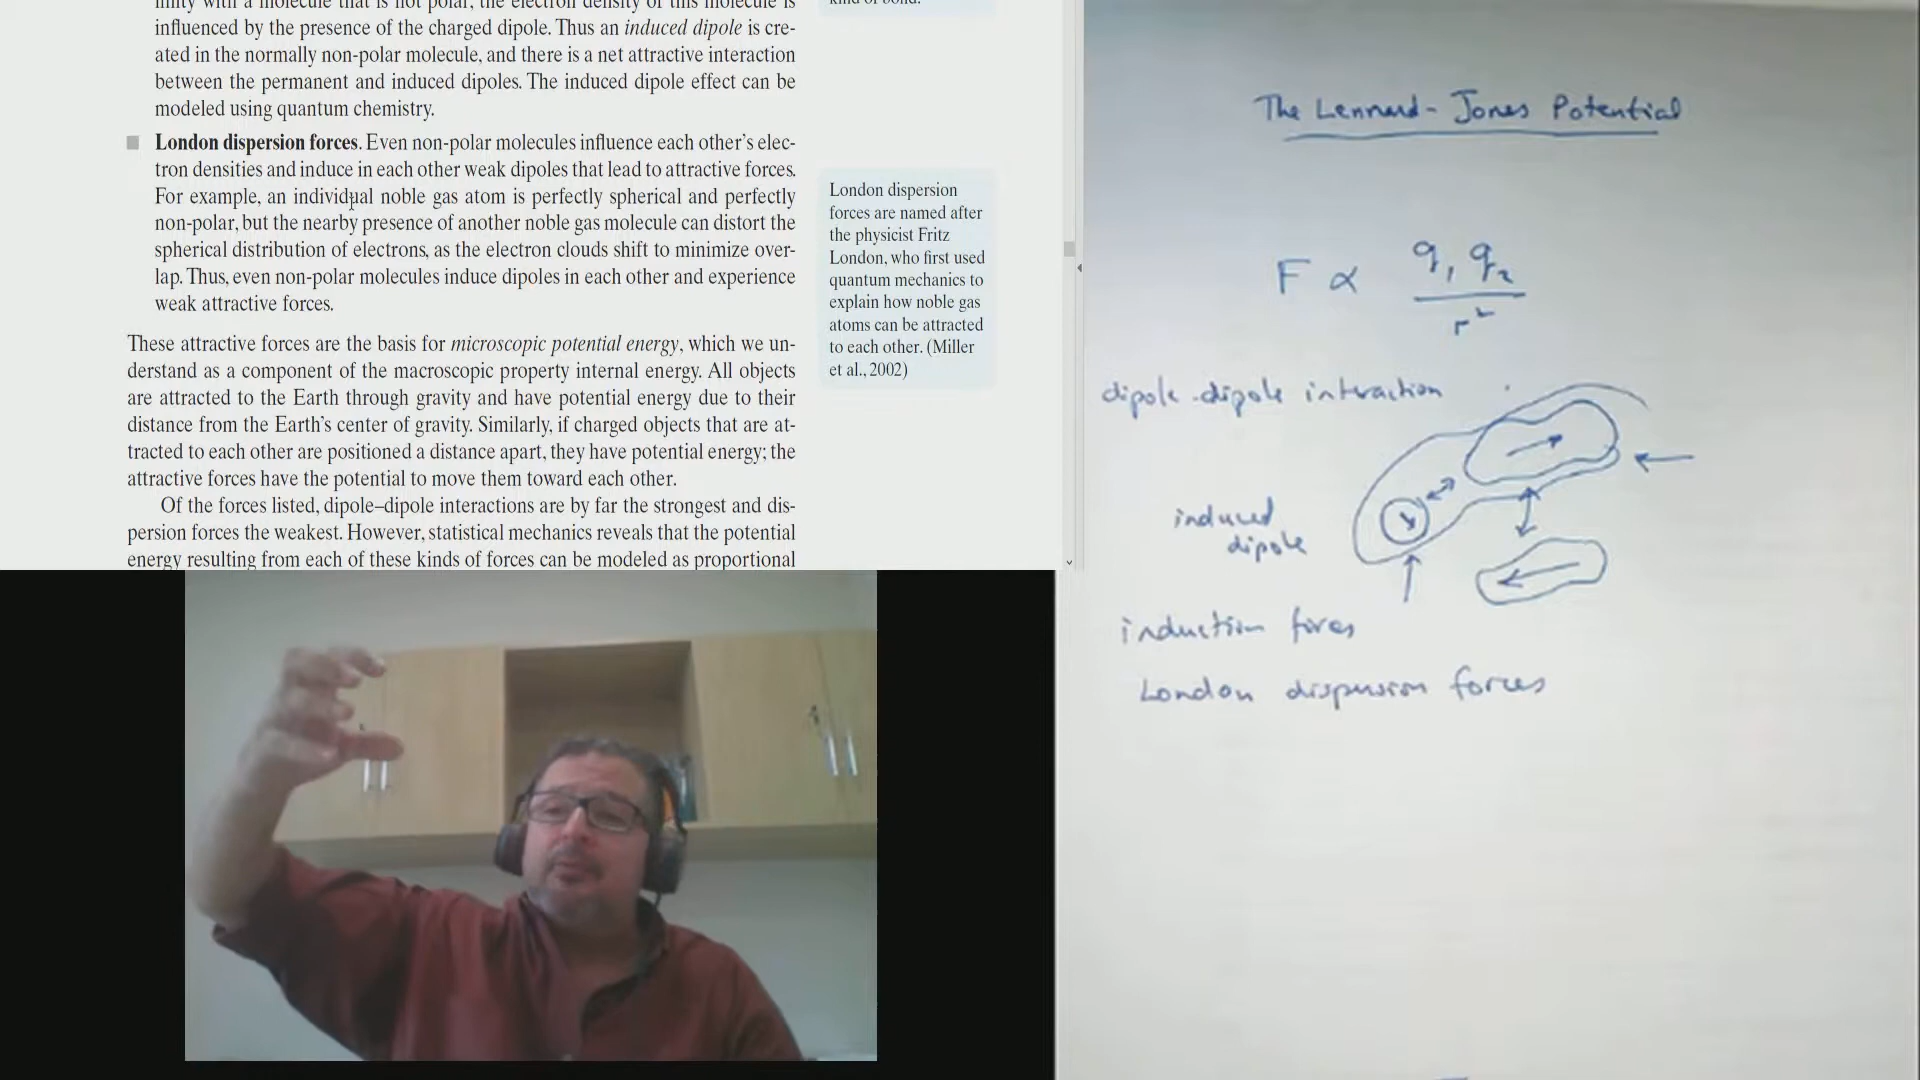 mity with a molecule that is not polar, the electron density of this molecule is
influenced by the presence of the charged dipole. Thus an induced dipole is cre-
ated in the normally non-polar molecule, and there is a net attractive interaction
between the permanent and induced dipoles. The induced dipole effect can be
modeled using quantum chemistry.
London dispersion forces. Even non-polar molecules influence each other's elec-
tron densities and induce in each other weak dipoles that lead to attractive forces.
For example, an individual noble gas atom is perfectly spherical and perfectly
non-polar, but the nearby presence of another noble gas molecule can distort the
spherical distribution of electrons, as the electron clouds shift to minimize over-
lap. Thus, even non-polar molecules induce dipoles in each other and experience
weak attractive forces.
These attractive forces are the basis for microscopic potential energy, which we un-
derstand as a component of the macroscopic property internal energy. All objects
are attracted to the Earth through gravity and have potential energy due to their
distance from the Earth's center of gravity. Similarly, if charged objects that are at-
tracted to each other are positioned a distance apart, they have potential energy; the
attractive forces have the potential to move them toward each other.
Of the forces listed, dipole–dipole interactions are by far the strongest and dis-
persion forces the weakest. However, statistical mechanics reveals that the potential
energy resulting from each of these kinds of forces can be modeled as proportional
kind of bond.
London dispersion
forces are named after
the physicist Fritz
London, who first used
quantum mechanics to
explain how noble gas
atoms can be attracted
to each other. (Miller
et al., 2002)
The Lennard-Jones Potential
F ∝ q₁ q₂
r²
dipole-dipole interaction
induced
dipole
induction forces
London dispersion forces